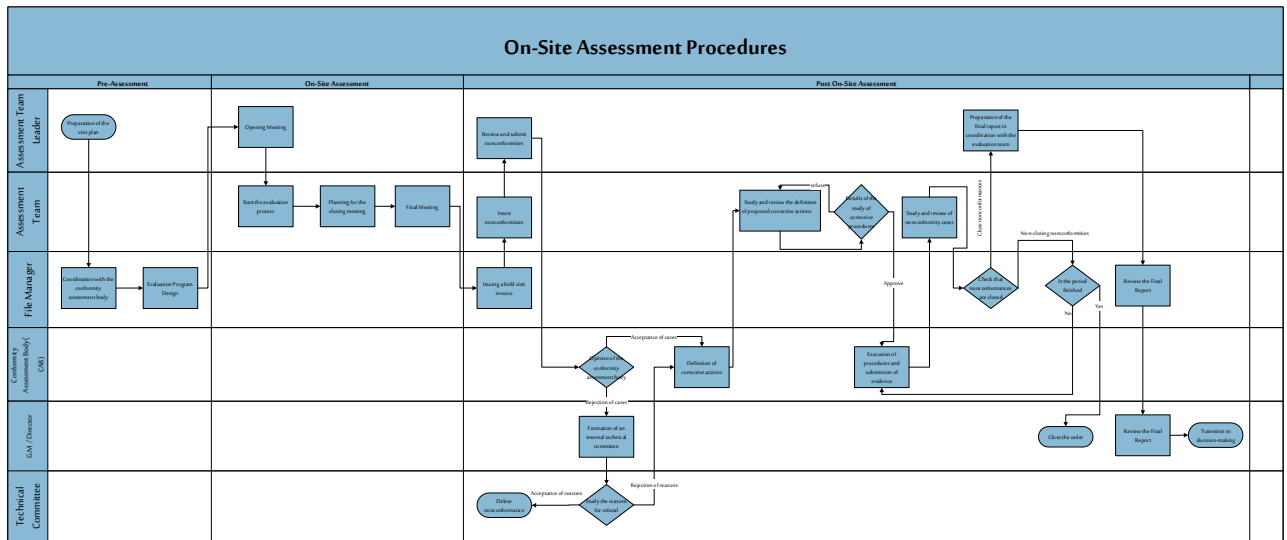 On-Site Assessment Procedures
Pre-Assessment
On-Site Assessment
Post On-Site Assessment
Assessment Team
Leader
Preparation of the
visit plan
Opening Meeting
Review and submit
nonconformities
Preparation of the
final report in
coordination with the
evaluation team
Assessment
Team
Start the evaluation
process
Planning for the
closing meeting
Final Meeting
Insert
nonconformities
Study and review the definition
of proposed corrective actions
refuse
Results of the
study of
corrective
procedures
Study and review of
nonconformity cases
Close nonconformances
Non-closing nonconformities
File Manager
Coordination with the
conformity
assessment body
Evaluation Program
Design
Issuing a field visit
invoice
Approve
Check that
nonconformances
are closed
Is the period
finished
No
Yes
Review the Final
Report
Conformity
Assessment Body(
CAB)
Opinion of the
conformity
assessment body
Acceptance of cases
Definition of
corrective actions
Execution of
procedures and
submission of
evidence
Rejection of cases
G.M / Director
Formation of an
internal technical
committee
Close the order
Review the Final
Report
Transition to
decision-making
Technical
Committee
Delete
nonconformance
Acceptance of reasons
Study the reasons
for refusal
Rejection of reasons